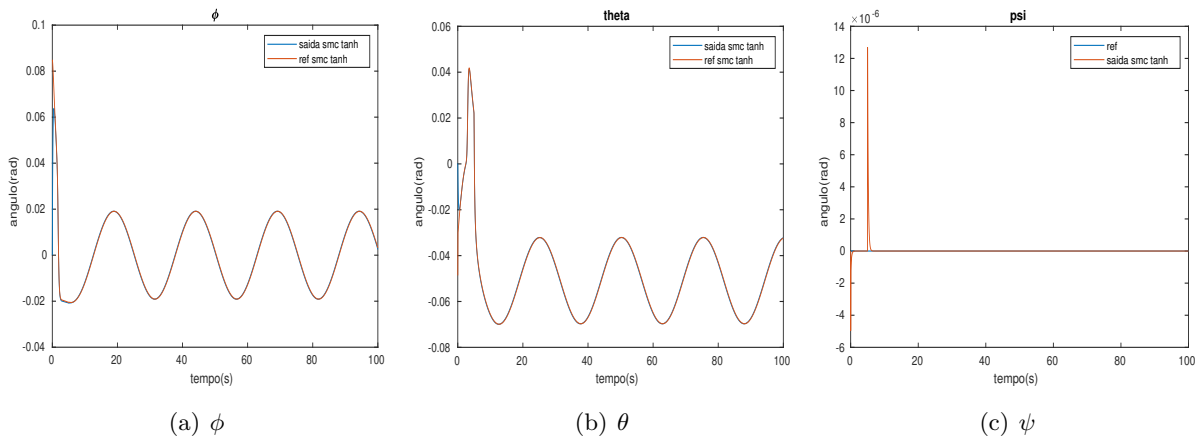 ϕ
0.1
0.08
0.06
0.04
0.02
0
-0.02
-0.04
angulo(rad)
saida smc tanh
ref smc tanh
0 20 40 60 80 100
tempo(s)
(a) ϕ
theta
0.06
0.04
0.02
0
-0.02
-0.04
-0.06
-0.08
angulo(rad)
saida smc tanh
ref smc tanh
0 20 40 60 80 100
tempo(s)
(b) θ
psi
×10⁻⁶
14
12
10
8
6
4
2
0
-2
-4
-6
angulo(rad)
ref
saida smc tanh
0 20 40 60 80 100
tempo(s)
(c) ψ